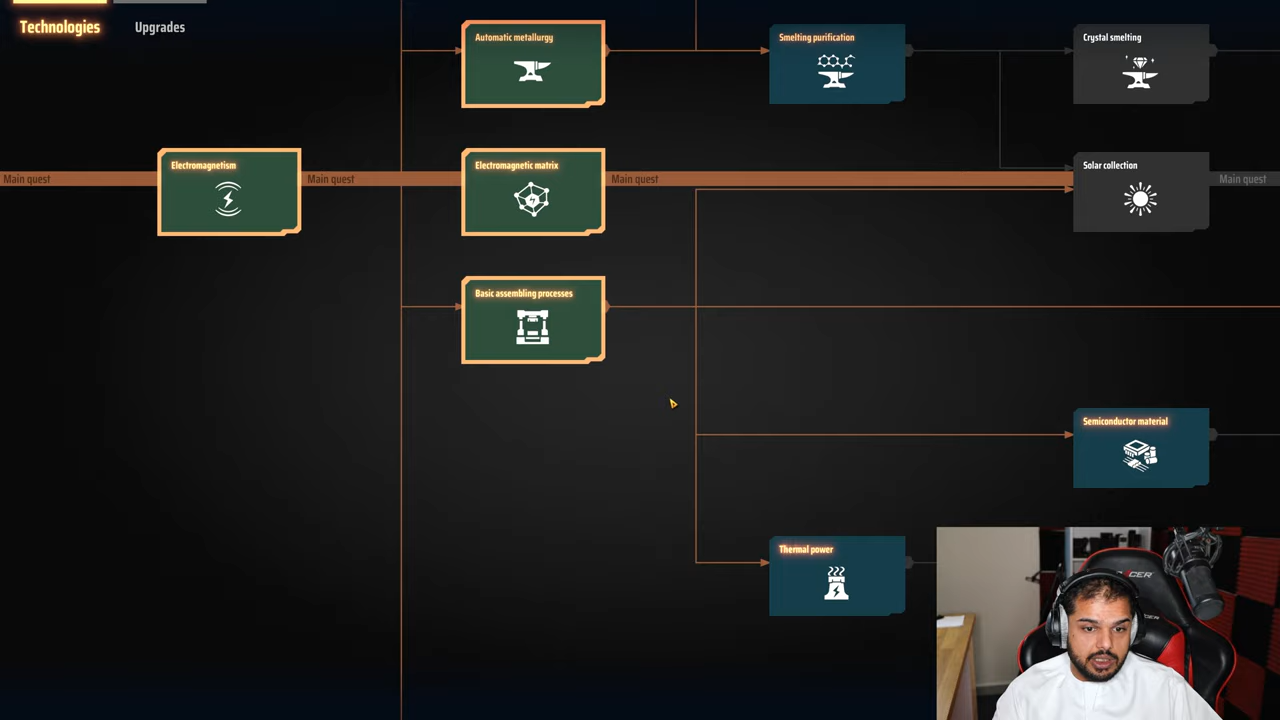 Technologies
Upgrades
Automatic metallurgy
Smelting purification
Crystal smelting
Electromagnetism
Electromagnetic matrix
Solar collection
Main quest
Main quest
Main quest
Main quest
Basic assembling processes
Semiconductor material
Thermal power